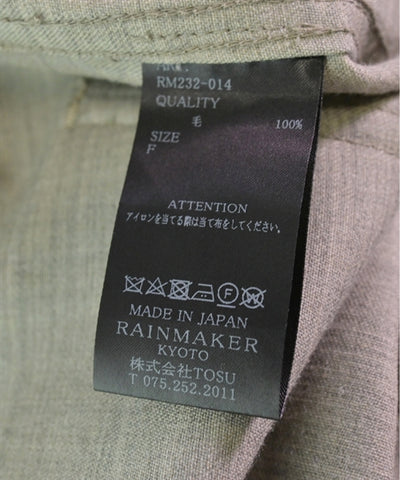 ART.
RM232-014
QUALITY
毛 100%
SIZE
F
ATTENTION
アイロンを当てる際は当て布をしてください。
F W
MADE IN JAPAN
RAINMAKER
KYOTO
株式会社TOSU
T 075.252.2011